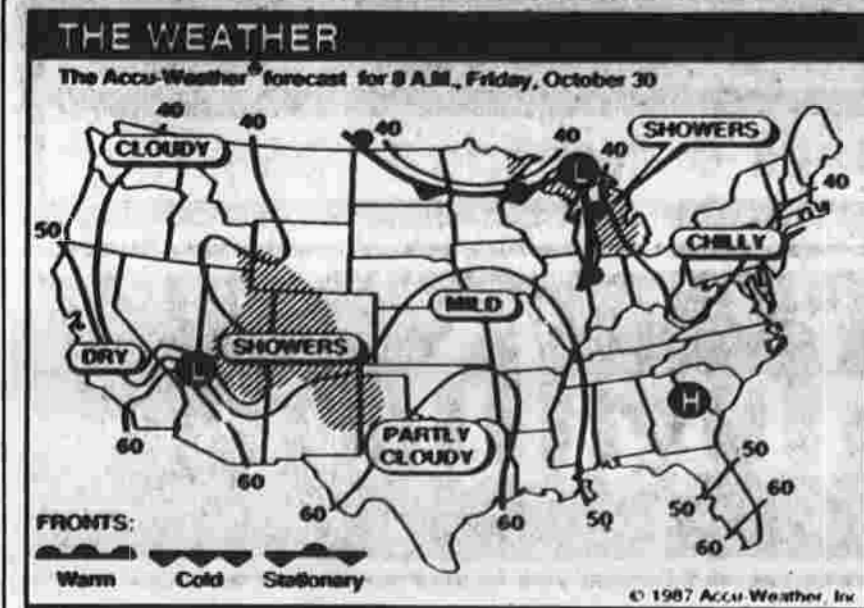 THE WEATHER
The Accu-Weather® forecast for 8 A.M., Friday, October 30
40
40
40
40
40
SHOWERS
CLOUDY
L
40
50
CHILLY
MILD
DRY
SHOWERS
L
H
PARTLY
CLOUDY
60
60
50
60
50
60
60
50
60
FRONTS:
Warm
Cold
Stationary
© 1987 Accu-Weather, Inc